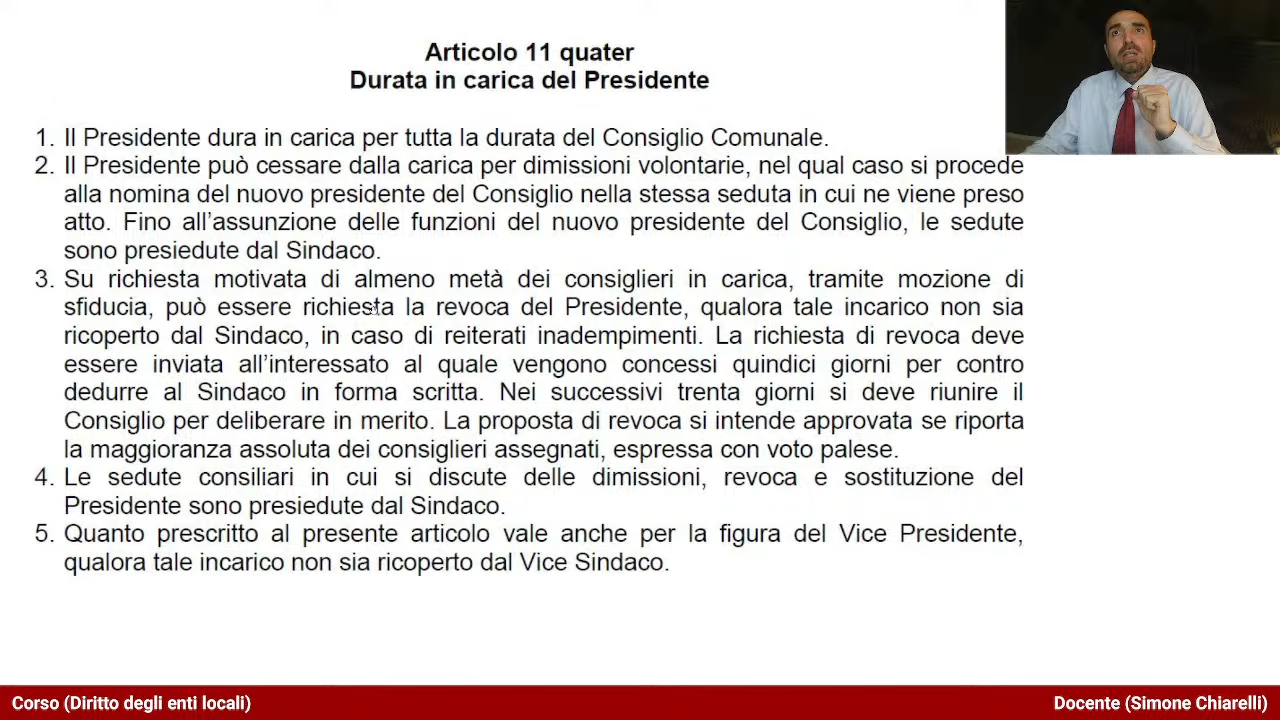 Articolo 11 quater
Durata in carica del Presidente
1. Il Presidente dura in carica per tutta la durata del Consiglio Comunale.
2. Il Presidente può cessare dalla carica per dimissioni volontarie, nel qual caso si procede
alla nomina del nuovo presidente del Consiglio nella stessa seduta in cui ne viene preso
atto. Fino all’assunzione delle funzioni del nuovo presidente del Consiglio, le sedute
sono presiedute dal Sindaco.
3. Su richiesta motivata di almeno metà dei consiglieri in carica, tramite mozione di
sfiducia, può essere richiesta la revoca del Presidente, qualora tale incarico non sia
ricoperto dal Sindaco, in caso di reiterati inadempimenti. La richiesta di revoca deve
essere inviata all’interessato al quale vengono concessi quindici giorni per contro
dedurre al Sindaco in forma scritta. Nei successivi trenta giorni si deve riunire il
Consiglio per deliberare in merito. La proposta di revoca si intende approvata se riporta
la maggioranza assoluta dei consiglieri assegnati, espressa con voto palese.
4. Le sedute consiliari in cui si discute delle dimissioni, revoca e sostituzione del
Presidente sono presiedute dal Sindaco.
5. Quanto prescritto al presente articolo vale anche per la figura del Vice Presidente,
qualora tale incarico non sia ricoperto dal Vice Sindaco.
Corso (Diritto degli enti locali)
Docente (Simone Chiarelli)